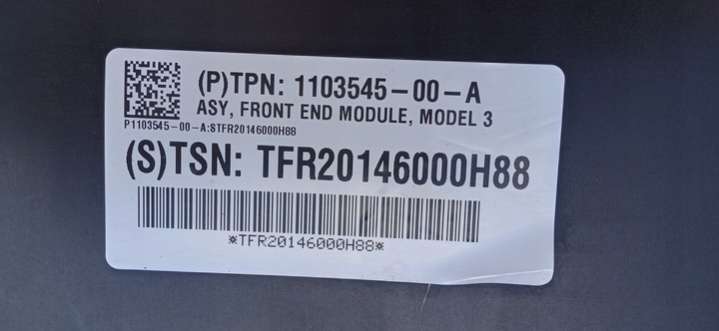 (P)TPN: 1103545-00-A
ASY, FRONT END MODULE, MODEL 3
P1103545-00-A:STFR20146000H88
(S)TSN: TFR20146000H88
*TFR20146000H88*